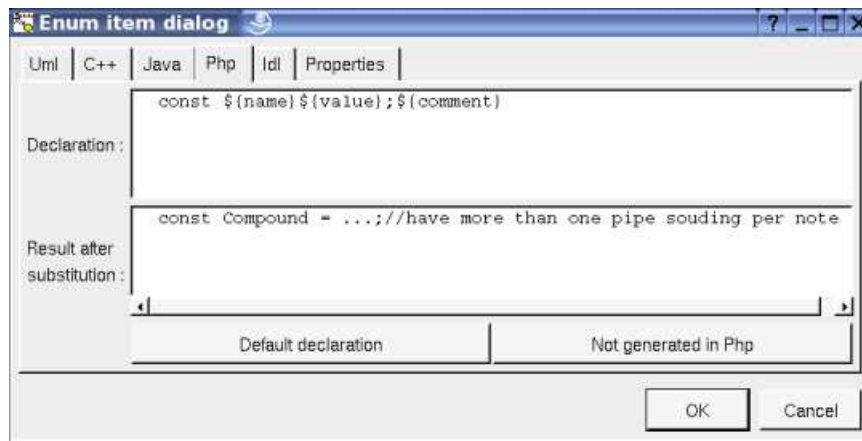 Enum item dialog
?
Uml C++ Java Php Idl Properties
const ${name}${value};${comment}
Declaration :
const Compound = ...;//have more than one pipe souding per note
Result after
substitution :
Default declaration Not generated in Php
OK Cancel